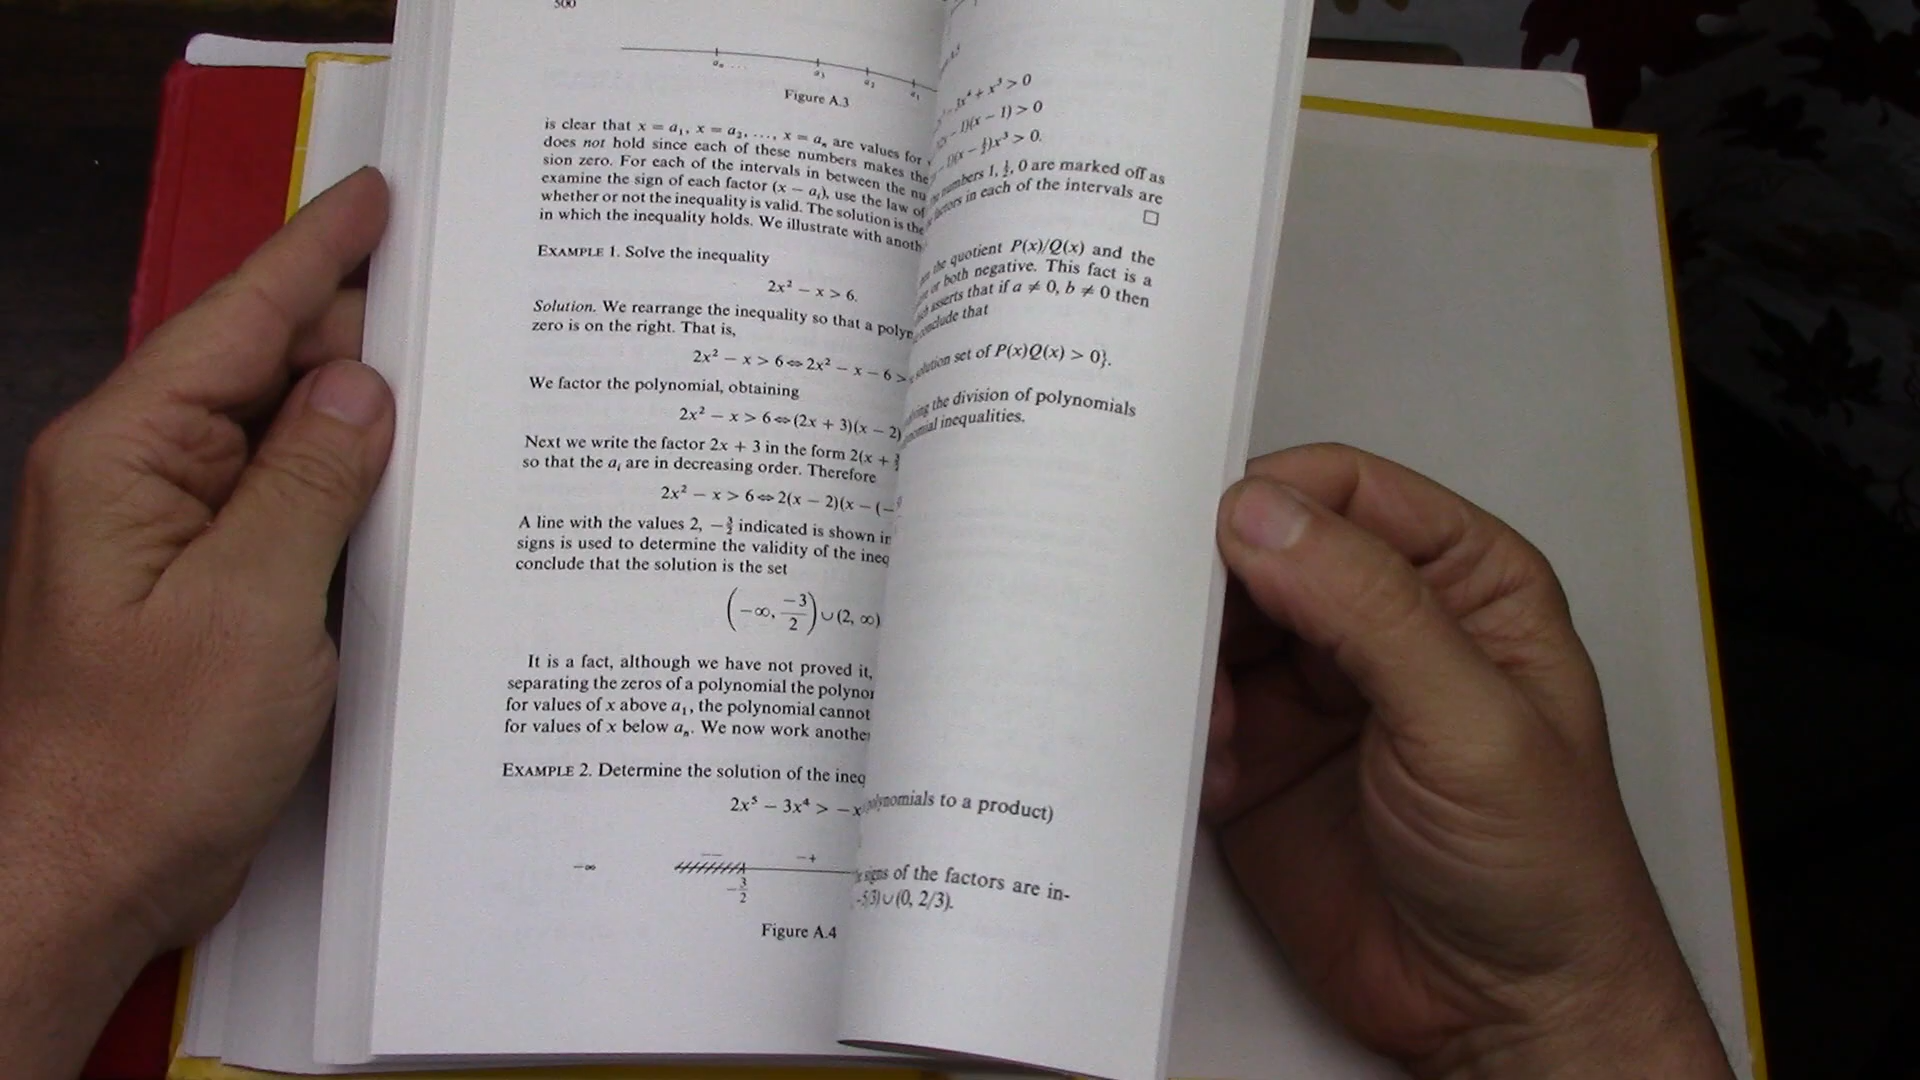 500
Figure A.3
is clear that x = a₁, x = a₂, ..., x = aₙ are values for
does not hold since each of these numbers makes the
sion zero. For each of the intervals in between the
examine the sign of each factor (x − aᵢ), use the law of
whether or not the inequality is valid. The solution is the
in which the inequality holds. We illustrate with
EXAMPLE 1. Solve the inequality
2x² − x > 6.
Solution. We rearrange the inequality so that a
zero is on the right. That is,
2x² − x > 6 ⇔ 2x² − x − 6 >
We factor the polynomial, obtaining
2x² − x > 6 ⇔ (2x + 3)(x − 2)
Next we write the factor 2x + 3 in the form 2(x +
so that the aᵢ are in decreasing order. Therefore
2x² − x > 6 ⇔ 2(x − 2)(x − (−
A line with the values 2, −3/2 indicated is shown in
signs is used to determine the validity of the
conclude that the solution is the set
(−∞, −3/2) ∪ (2, ∞)
It is a fact, although we have not proved it,
separating the zeros of a polynomial the
for values of x above a₁, the polynomial cannot
for values of x below aₙ. We now work
EXAMPLE 2. Determine the solution of the
2x⁵ − 3x⁴ > −x
−∞
−3/2
−+
Figure A.4
3x⁴ + x³ > 0
1)(x − 1) > 0
(x − ½)x³ > 0.
numbers 1, ½, 0 are marked off as
factors in each of the intervals are
□
the quotient P(x)/Q(x) and the
or both negative. This fact is a
asserts that if a ≠ 0, b ≠ 0 then
conclude that
solution set of P(x)Q(x) > 0}.
the division of polynomials
inequalities.
to a product)
signs of the factors are in-
∪ (0, 2/3).